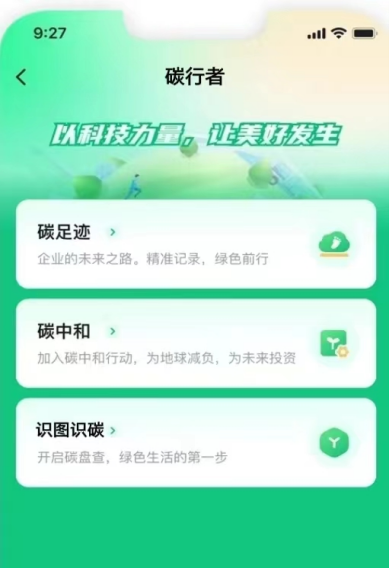 9:27
碳行者
以科技力量，让美好发生
碳足迹
企业的未来之路。精准记录，绿色前行
碳中和
加入碳中和行动，为地球减负，为未来投资
识图识碳
开启碳盘查，绿色生活的第一步